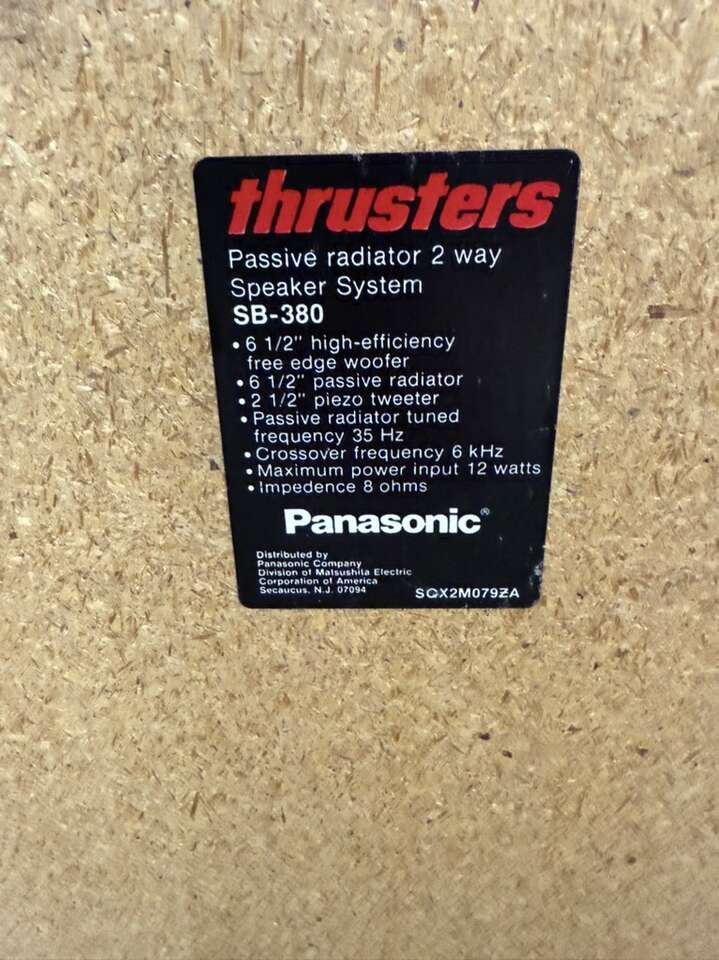 thrusters
Passive radiator 2 way
Speaker System
SB-380
• 6 1/2" high-efficiency
free edge woofer
• 6 1/2" passive radiator
• 2 1/2" piezo tweeter
• Passive radiator tuned
frequency 35 Hz
• Crossover frequency 6 kHz
• Maximum power input 12 watts
• Impedence 8 ohms
Panasonic®
Distributed by
Panasonic Company
Division of Matsushita Electric
Corporation of America
Secaucus, N.J. 07094
SGX2M079ZA